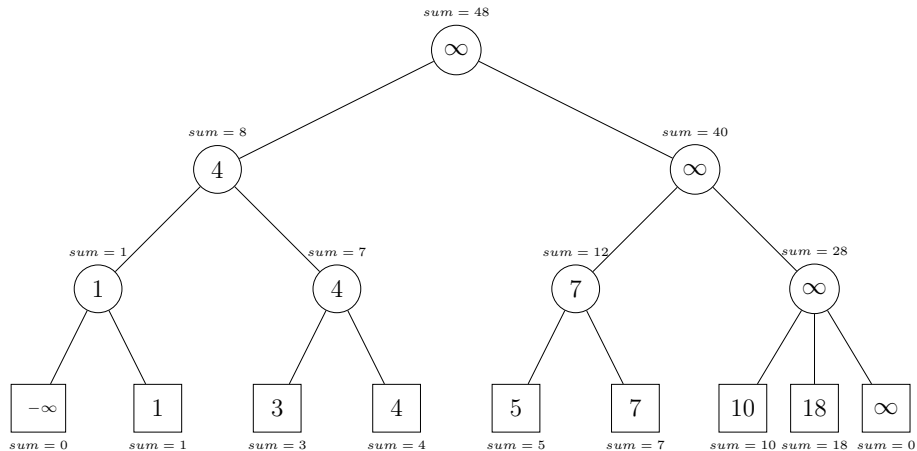 sum = 48
∞
sum = 8 sum = 40
4 ∞
sum = 1 sum = 7 sum = 12 sum = 28
1 4 7 ∞
−∞ 1 3 4 5 7 10 18 ∞
sum = 0 sum = 1 sum = 3 sum = 4 sum = 5 sum = 7 sum = 10 sum = 18 sum = 0